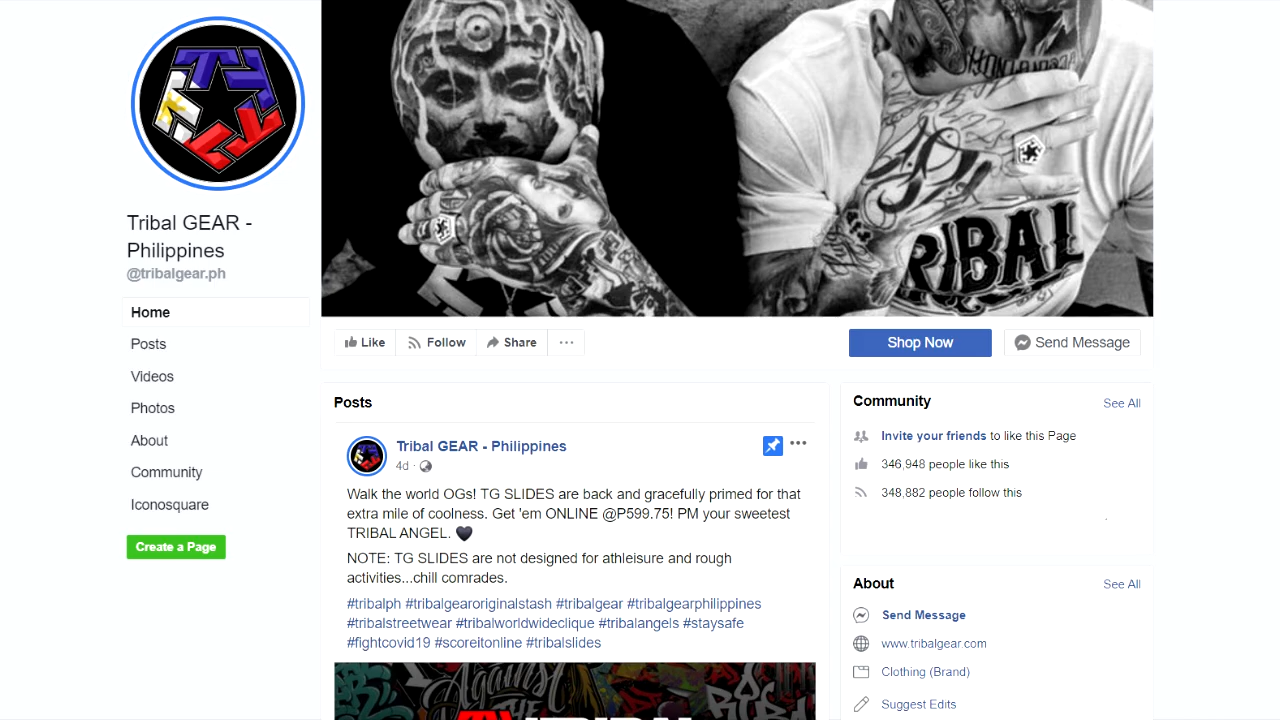 TRIBAL
Tribal GEAR -
Philippines
@tribalgear.ph
Home
Posts
Videos
Photos
About
Community
Iconosquare
Create a Page
Like
Follow
Share
Shop Now
Send Message
Posts
Tribal GEAR - Philippines
4d ·
Walk the world OGs! TG SLIDES are back and gracefully primed for that
extra mile of coolness. Get 'em ONLINE @P599.75! PM your sweetest
TRIBAL ANGEL. 🖤
NOTE: TG SLIDES are not designed for athleisure and rough
activities...chill comrades.
#tribalph #tribalgearoriginalstash #tribalgear #tribalgearphilippines
#tribalstreetwear #tribalworldwideclique #tribalangels #staysafe
#fightcovid19 #scoreitonline #tribalslides
Against
THE
TRIBAL
Community
See All
Invite your friends to like this Page
346,948 people like this
348,882 people follow this
About
See All
Send Message
www.tribalgear.com
Clothing (Brand)
Suggest Edits